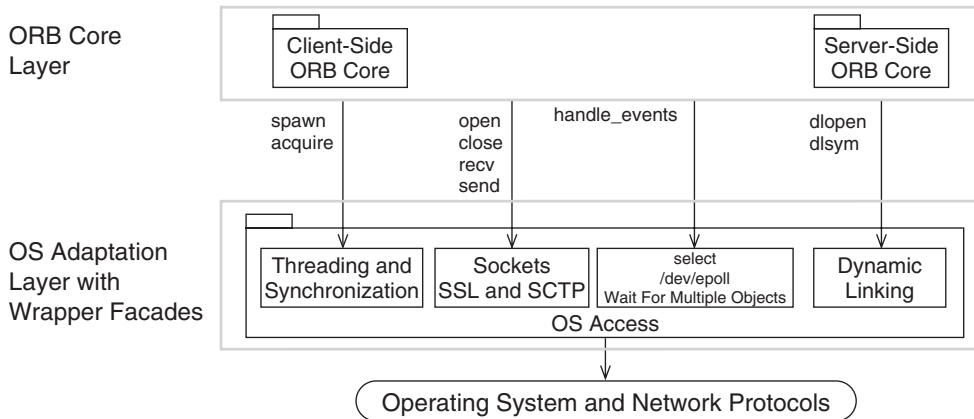 ORB Core
Layer
Client-Side
ORB Core
Server-Side
ORB Core
spawn
acquire
open
close
recv
send
handle_events
dlopen
dlsym
OS Adaptation
Layer with
Wrapper Facades
Threading and
Synchronization
Sockets
SSL and SCTP
select
/dev/epoll
Wait For Multiple Objects
Dynamic
Linking
OS Access
Operating System and Network Protocols